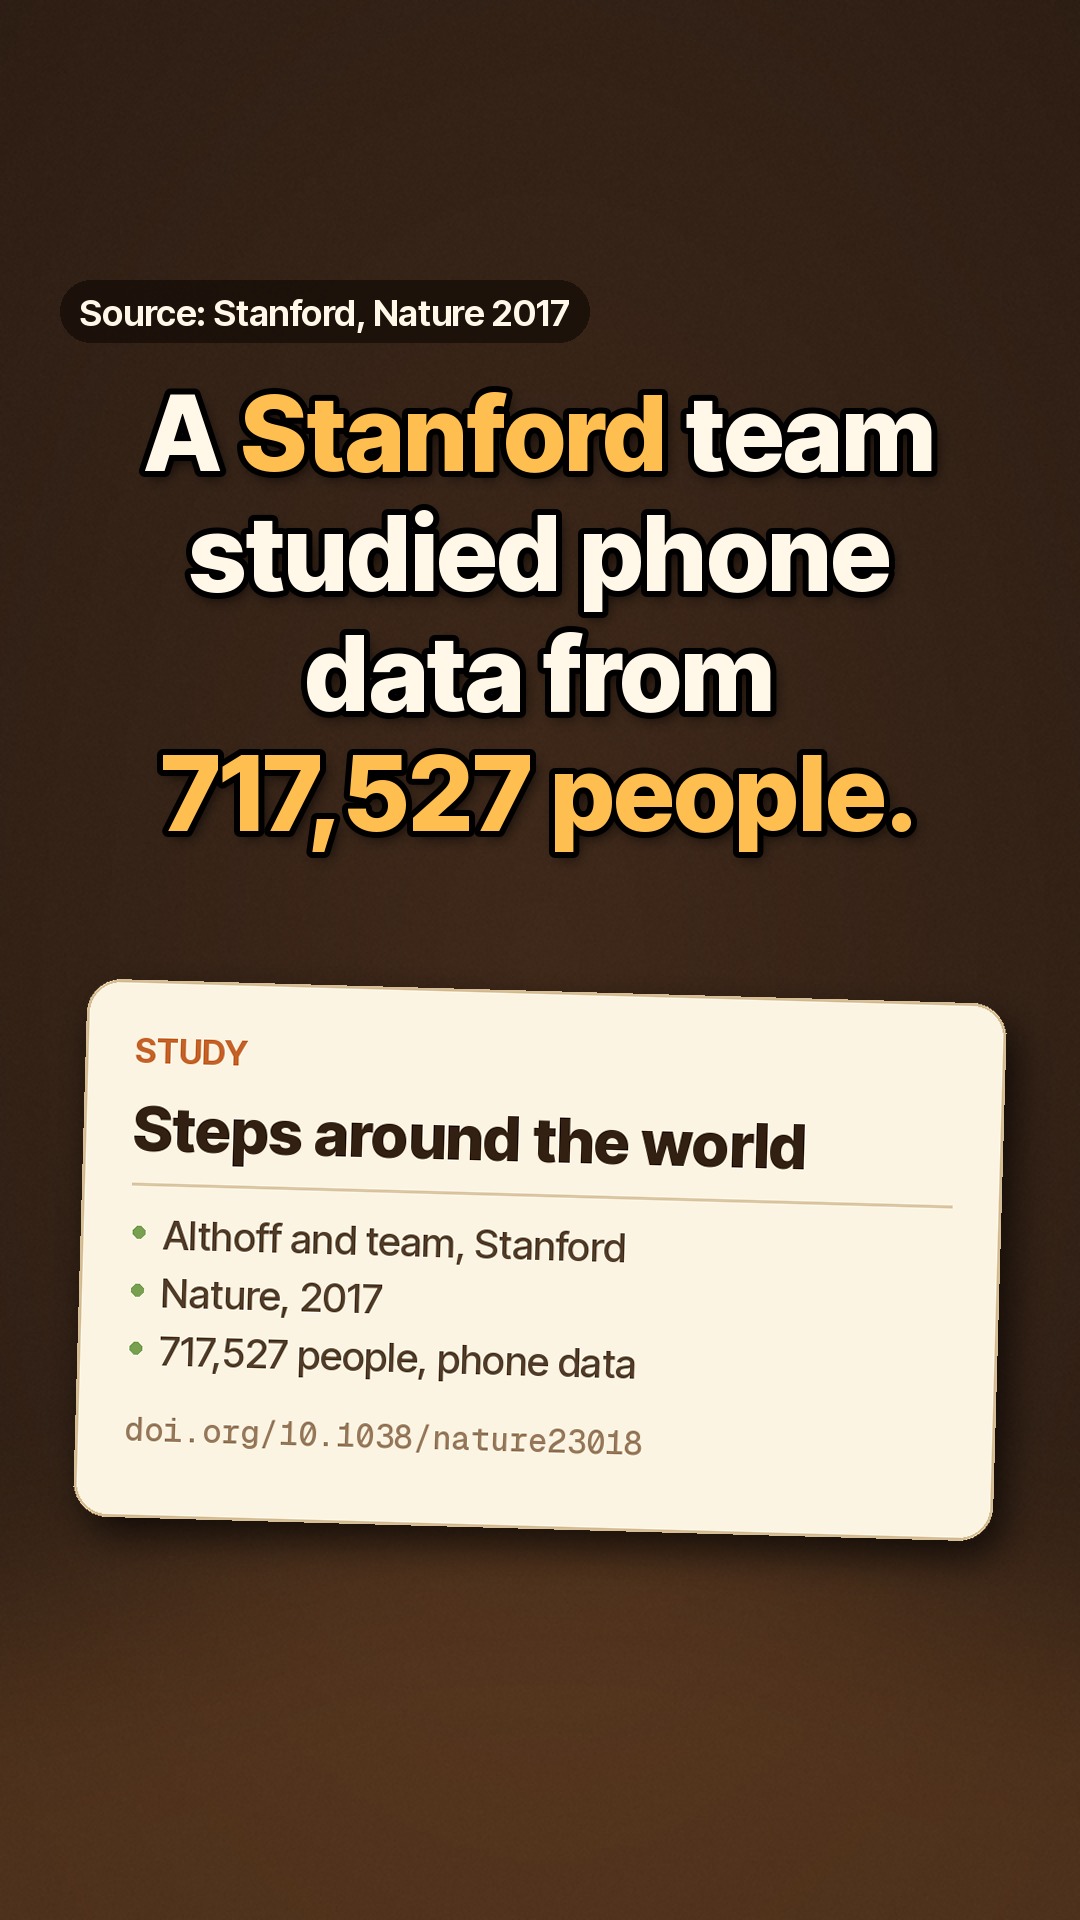 Source: Stanford, Nature 2017
A Stanford team
studied phone
data from
717,527 people.
STUDY
Steps around the world
• Althoff and team, Stanford
• Nature, 2017
• 717,527 people, phone data
doi.org/10.1038/nature23018